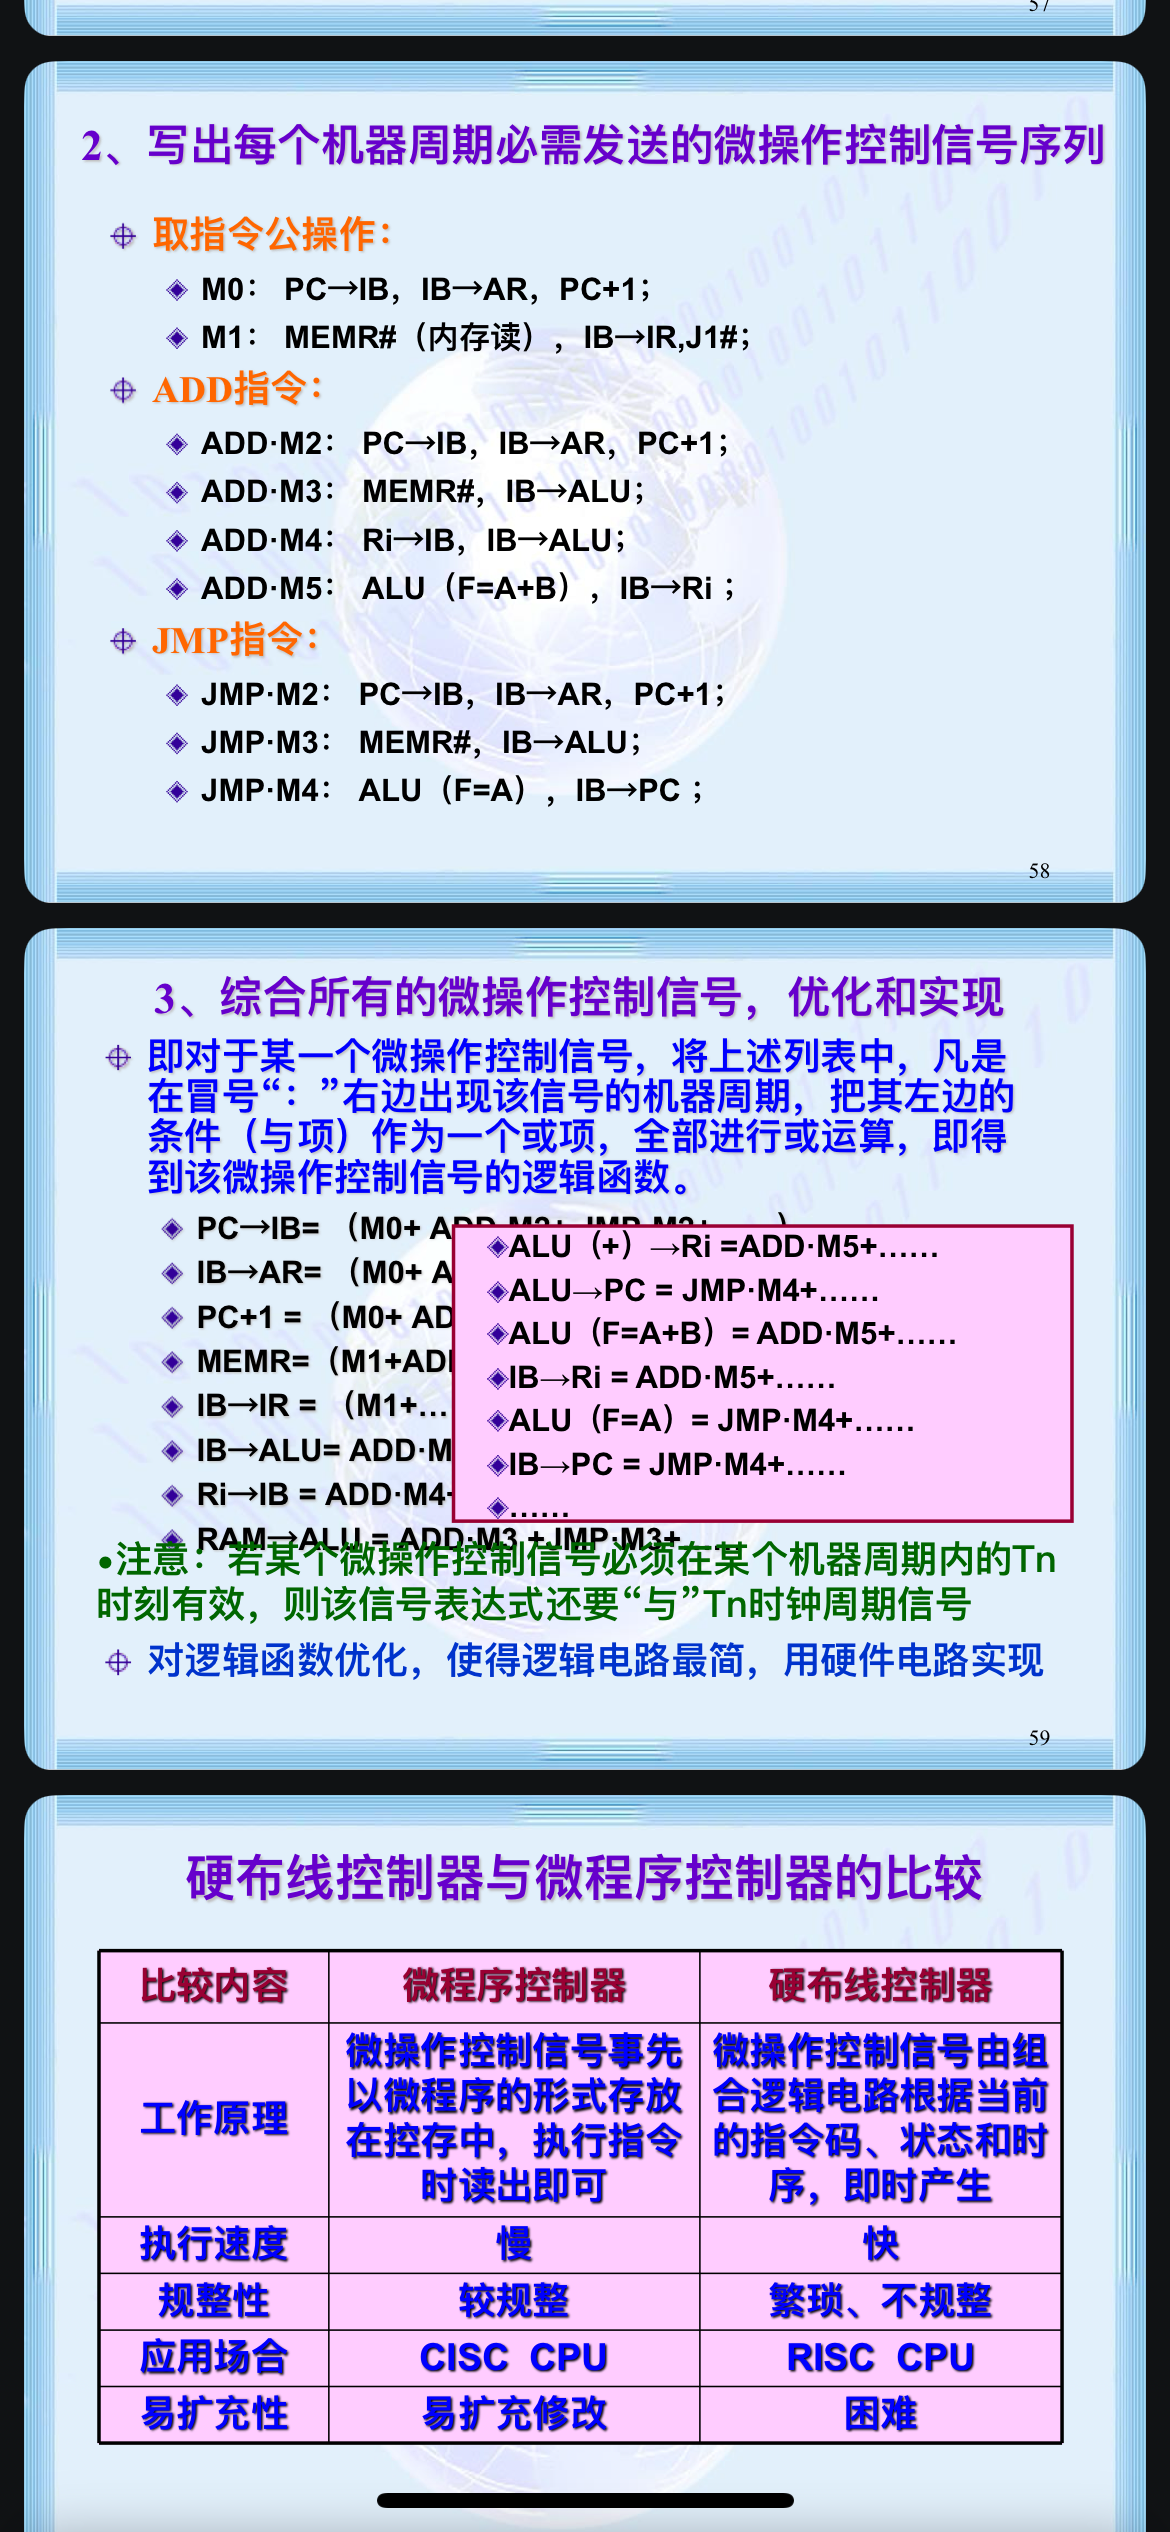 57
2、写出每个机器周期必需发送的微操作控制信号序列
取指令公操作：
M0： PC→IB，IB→AR，PC+1；
M1： MEMR#（内存读），IB→IR,J1#；
ADD指令：
ADD·M2： PC→IB，IB→AR，PC+1；
ADD·M3： MEMR#，IB→ALU；
ADD·M4： Ri→IB，IB→ALU；
ADD·M5： ALU（F=A+B），IB→Ri；
JMP指令：
JMP·M2： PC→IB，IB→AR，PC+1；
JMP·M3： MEMR#，IB→ALU；
JMP·M4： ALU（F=A），IB→PC；
58
3、综合所有的微操作控制信号，优化和实现
即对于某一个微操作控制信号，将上述列表中，凡是
在冒号“：”右边出现该信号的机器周期，把其左边的
条件（与项）作为一个或项，全部进行或运算，即得
到该微操作控制信号的逻辑函数。
PC→IB= （M0+ ADD·M2+ JMP·M2+
IB→AR= （M0+ A
PC+1 = （M0+ AD
MEMR=（M1+AD
IB→IR = （M1+…
IB→ALU= ADD·M
Ri→IB = ADD·M4+
RAM→ALU = ADD·M3 +JMP·M3+
ALU（+）→Ri =ADD·M5+……
ALU→PC = JMP·M4+……
ALU（F=A+B）= ADD·M5+……
IB→Ri = ADD·M5+……
ALU（F=A）= JMP·M4+……
IB→PC = JMP·M4+……
……
•注意：若某个微操作控制信号必须在某个机器周期内的Tn
时刻有效，则该信号表达式还要“与”Tn时钟周期信号
对逻辑函数优化，使得逻辑电路最简，用硬件电路实现
59
硬布线控制器与微程序控制器的比较
比较内容 微程序控制器 硬布线控制器
工作原理
微操作控制信号事先
以微程序的形式存放
在控存中，执行指令
时读出即可
微操作控制信号由组
合逻辑电路根据当前
的指令码、状态和时
序，即时产生
执行速度 慢 快
规整性 较规整 繁琐、不规整
应用场合 CISC CPU RISC CPU
易扩充性 易扩充修改 困难